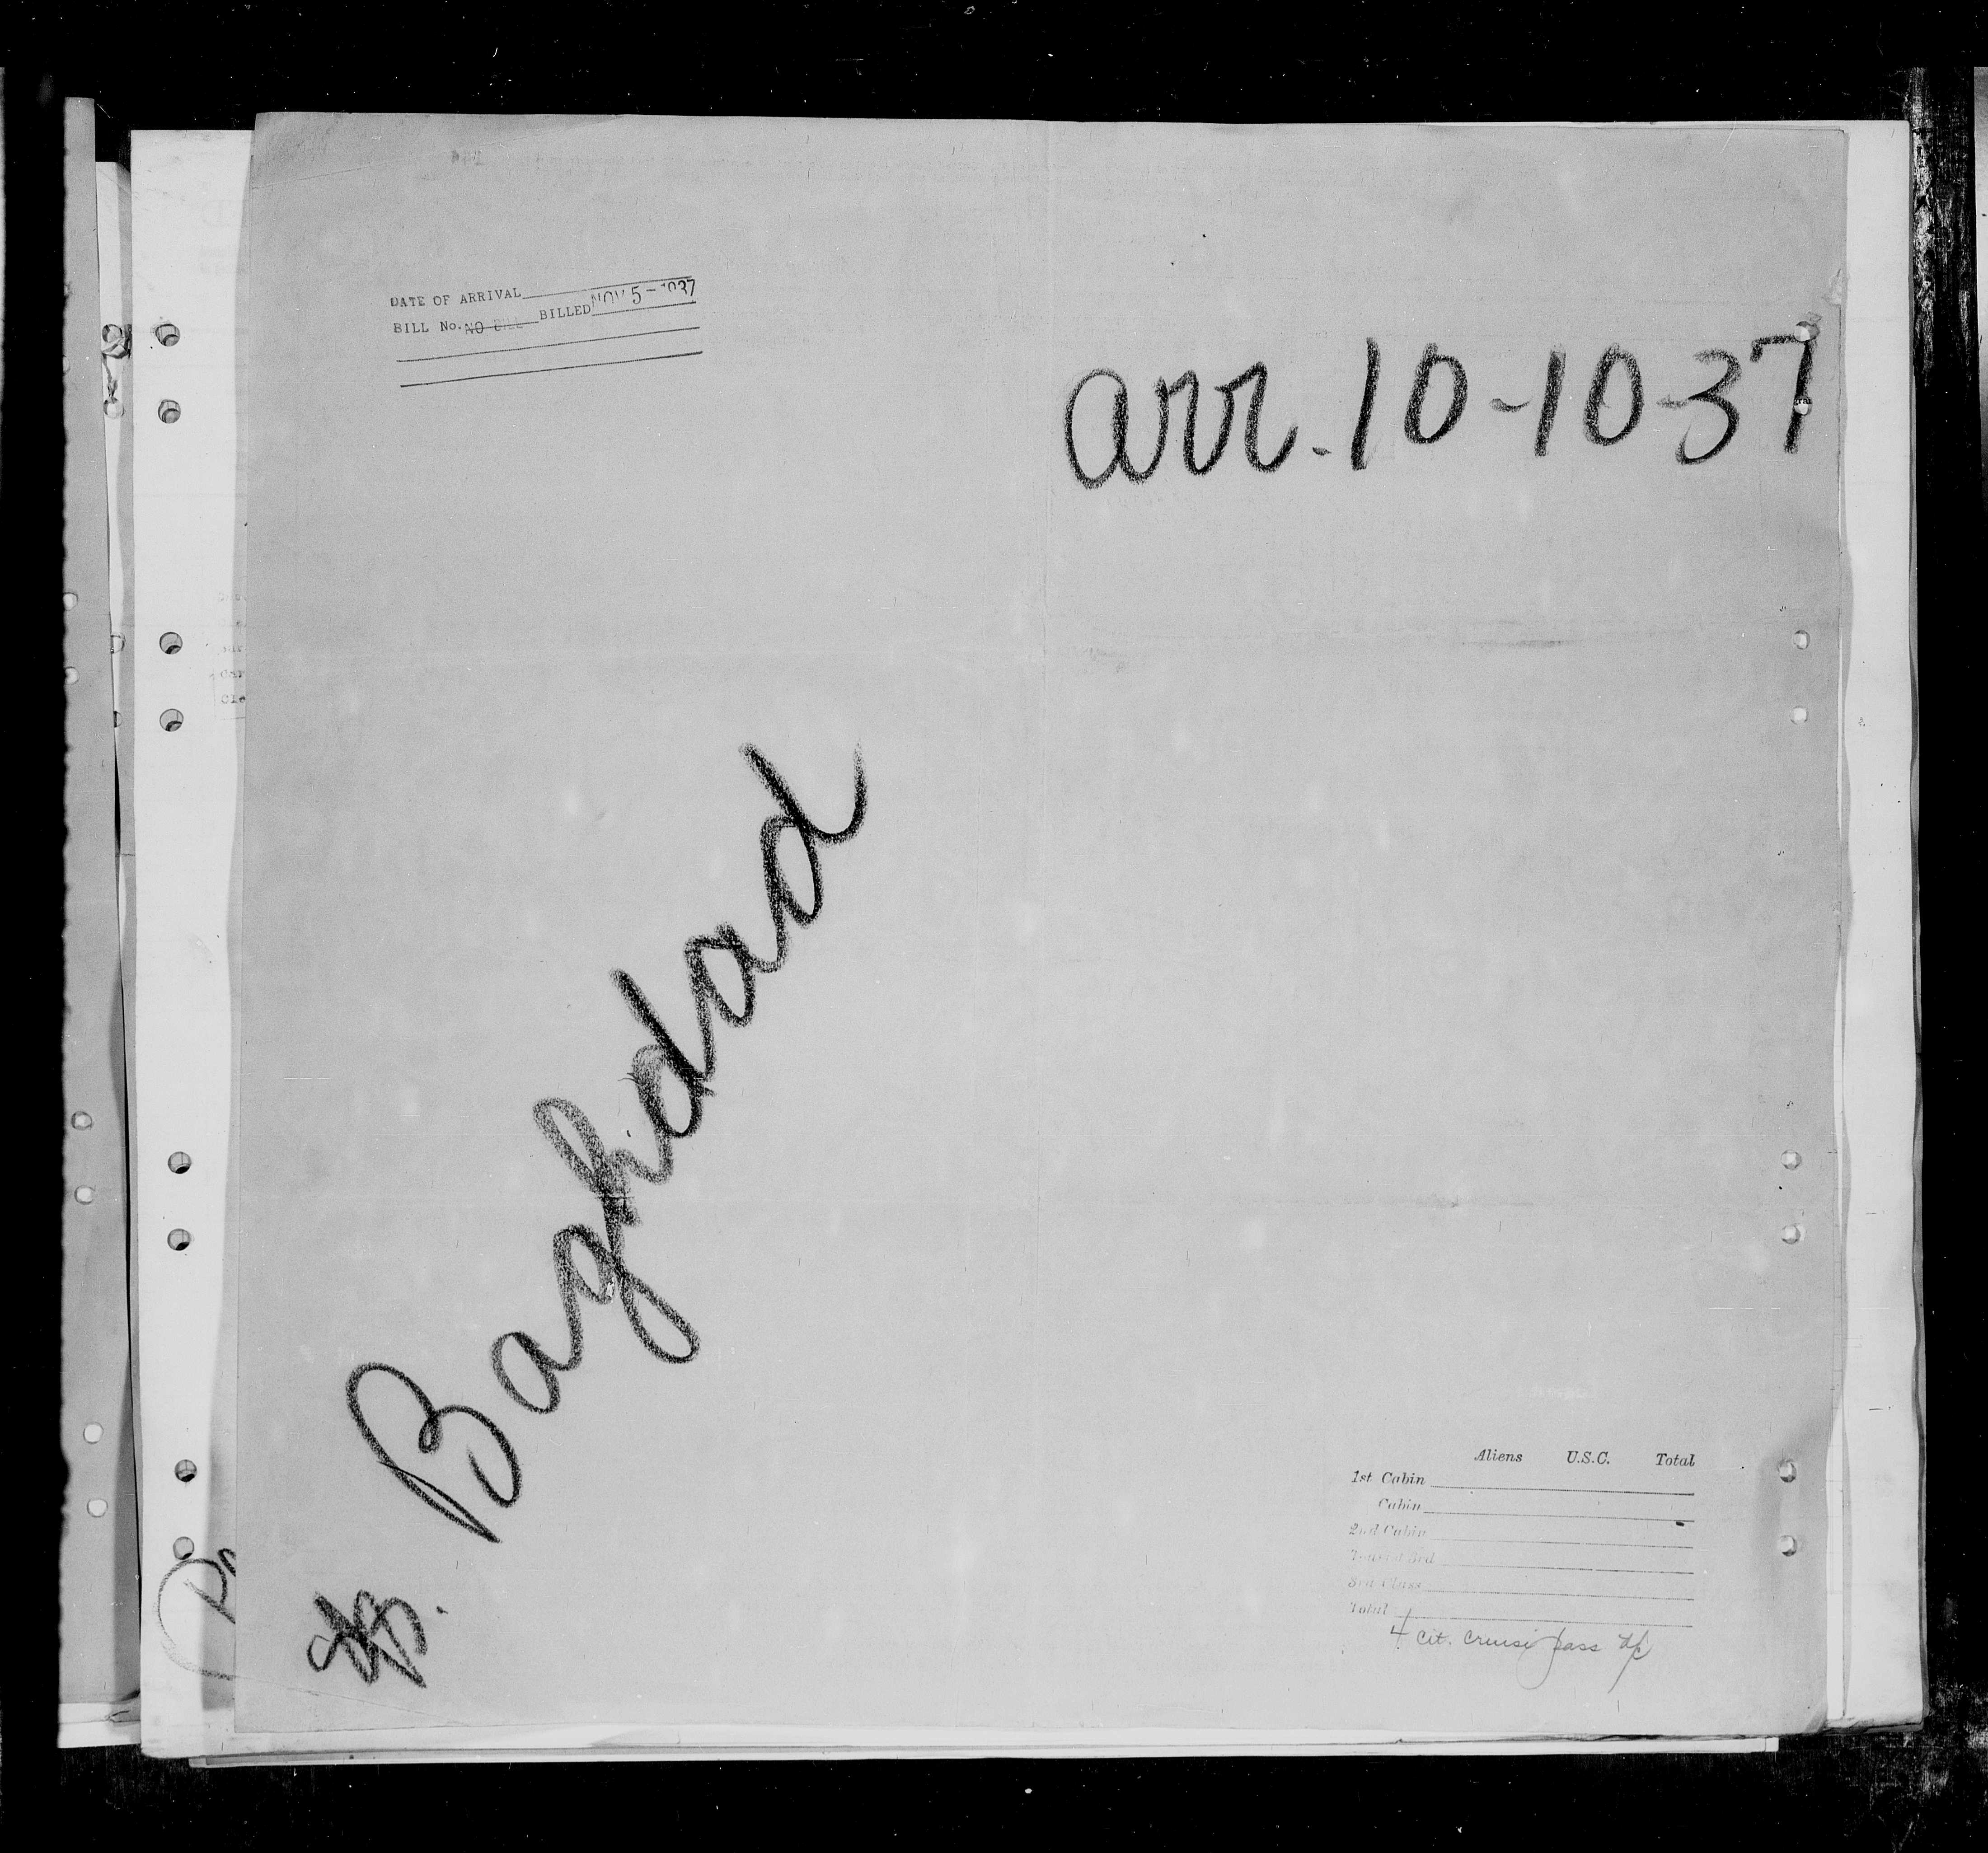 DATE OF ARRIVAL
BILL No. NO BILL BILLED NOV 5 - 1937
arr. 10-10-37
Baghdad
Aliens U.S.C. Total
1st Cabin
Cabin
2nd Cabin
Tourist 3rd
3rd Class
Total
4 cit. cruise pass